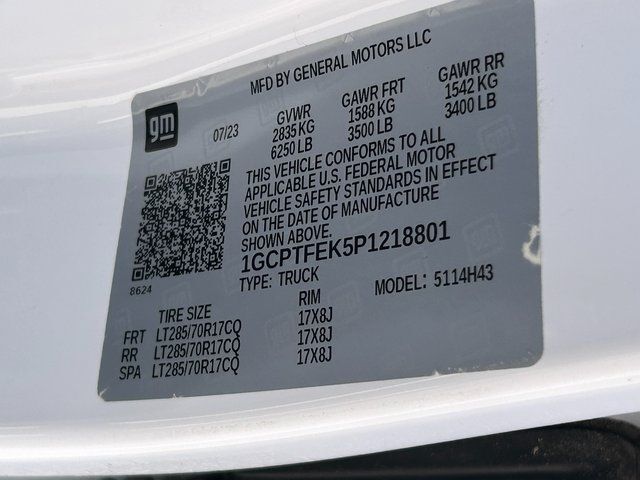 MFD BY GENERAL MOTORS LLC
gm
07/23
GVWR GAWR FRT GAWR RR
2835 KG 1588 KG 1542 KG
6250 LB 3500 LB 3400 LB
THIS VEHICLE CONFORMS TO ALL
APPLICABLE U.S. FEDERAL MOTOR
VEHICLE SAFETY STANDARDS IN EFFECT
ON THE DATE OF MANUFACTURE
SHOWN ABOVE.
1GCPTFEK5P1218801
8624
TYPE: TRUCK MODEL: 5114H43
TIRE SIZE RIM
FRT LT285/70R17CQ 17X8J
RR LT285/70R17CQ 17X8J
SPA LT285/70R17CQ 17X8J